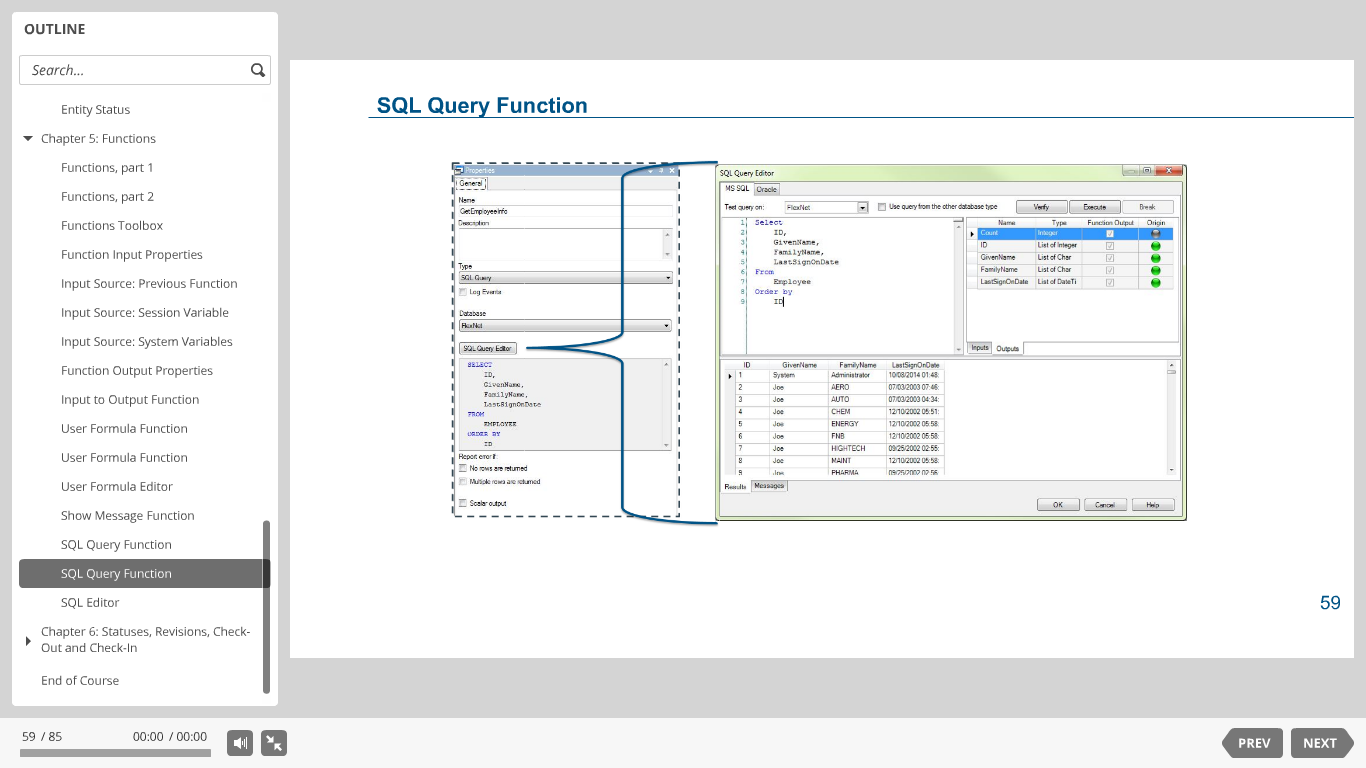 OUTLINE
Search...
Entity Status
Chapter 5: Functions
Functions, part 1
Functions, part 2
Functions Toolbox
Function Input Properties
Input Source: Previous Function
Input Source: Session Variable
Input Source: System Variables
Function Output Properties
Input to Output Function
User Formula Function
User Formula Function
User Formula Editor
Show Message Function
SQL Query Function
SQL Query Function
SQL Editor
Chapter 6: Statuses, Revisions, Check-
Out and Check-In
End of Course
SQL Query Function
Properties
General
Name
GetEmployeeInfo
Description
Type
SQL Query
Log Events
Database
FlexNet
SQL Query Editor
SELECT
ID,
GivenName,
FamilyName,
LastSignOnDate
FROM
EMPLOYEE
ORDER BY
ID
Report error if:
No rows are returned
Multiple rows are returned
Scalar output
SQL Query Editor
MS SQL Oracle
Test query on: FlexNet Use query from the other database type Verify Execute Break
1 Select
2 ID,
3 GivenName,
4 FamilyName,
5 LastSignOnDate
6 From
7 Employee
8 Order by
9 ID
Name Type Function Output Origin
Count Integer
ID List of Integer
GivenName List of Char
FamilyName List of Char
LastSignOnDate List of DateTi
Inputs Outputs
ID GivenName FamilyName LastSignOnDate
1 System Administrator 10/08/2014 01:48:
2 Joe AERO 07/03/2003 07:46:
3 Joe AUTO 07/03/2003 04:34:
4 Joe CHEM 12/10/2002 05:51:
5 Joe ENERGY 12/10/2002 05:58:
6 Joe FNB 12/10/2002 05:58:
7 Joe HIGHTECH 09/25/2002 02:55:
8 Joe MAINT 12/10/2002 05:58:
9 Joe PHARMA 09/25/2002 02:56:
Results Messages
OK Cancel Help
59
59 / 85 00:00 / 00:00
PREV NEXT